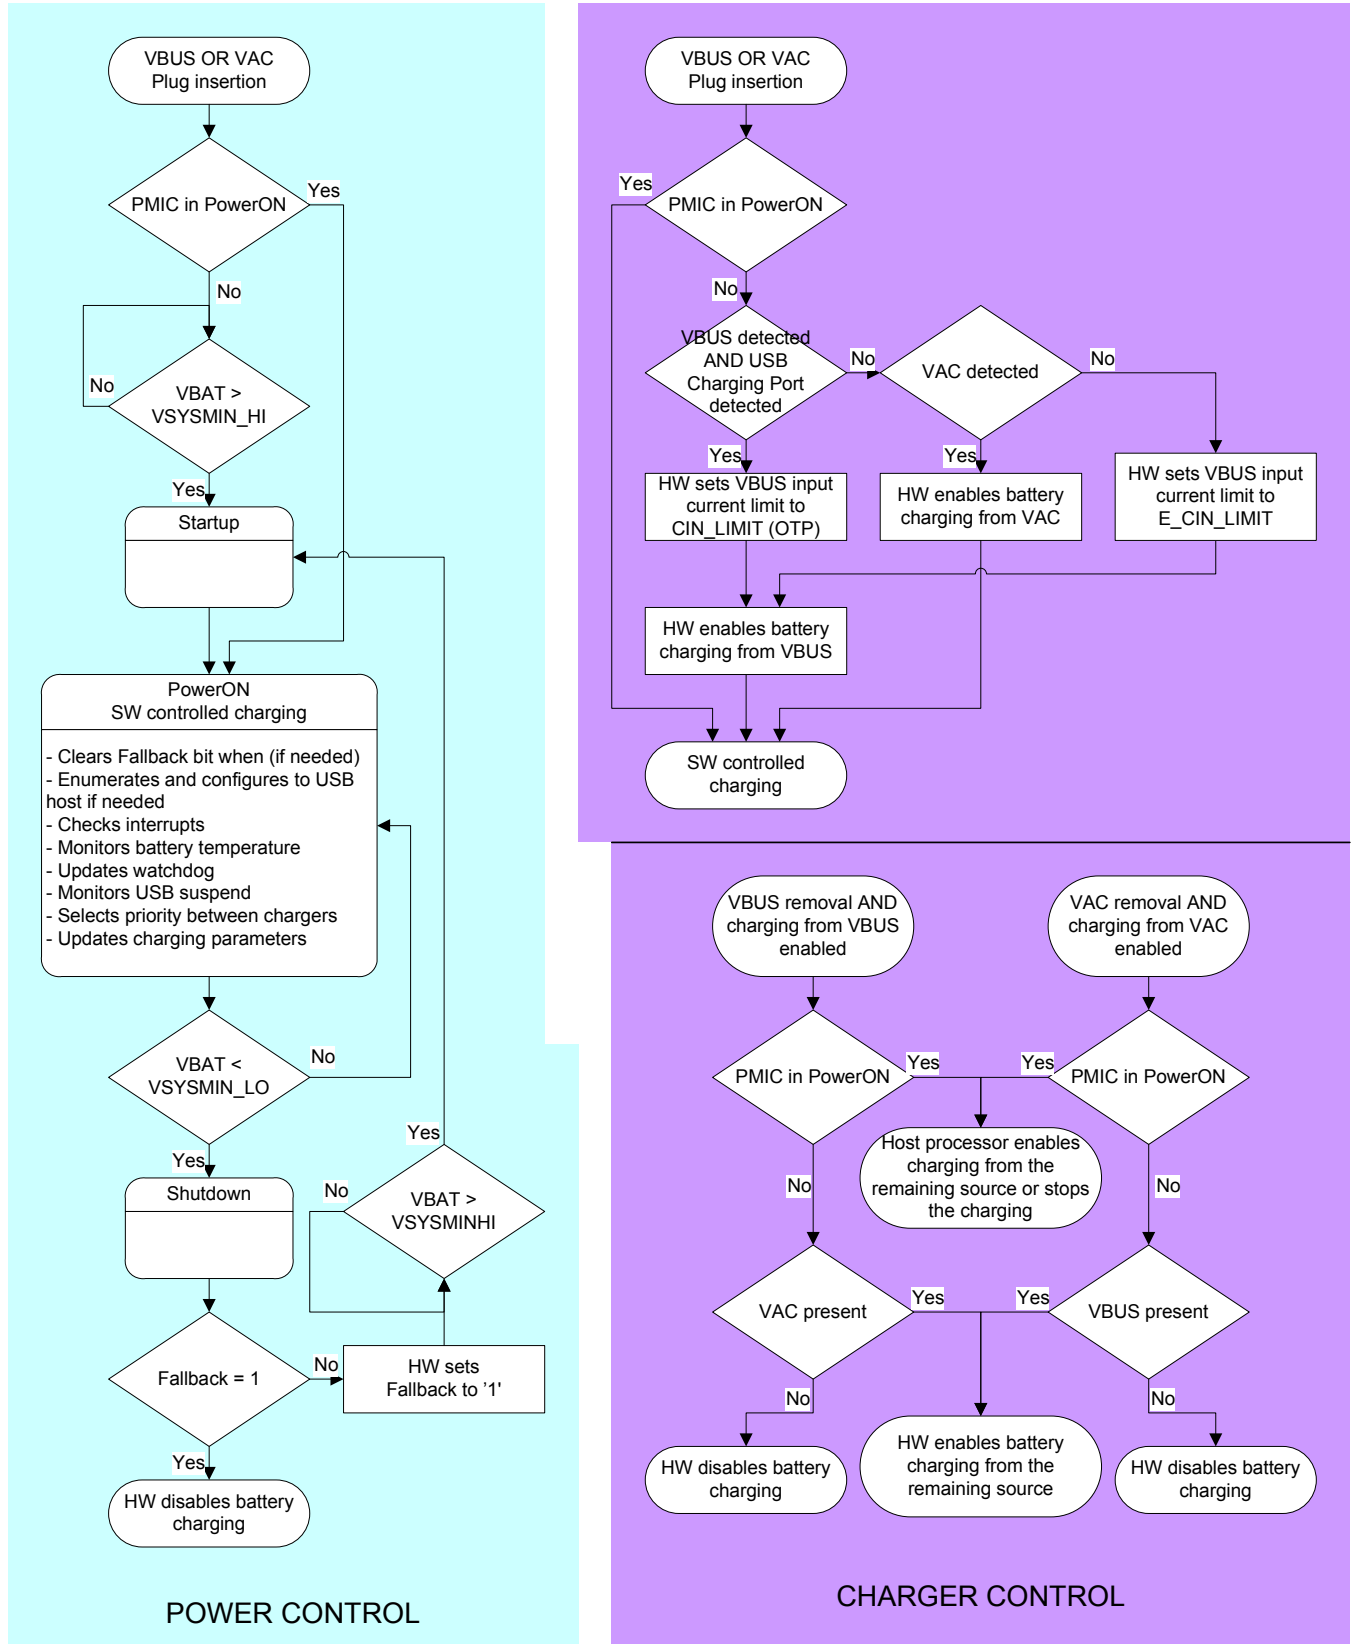 VBUS OR VAC
Plug insertion
PMIC in PowerON
Yes
No
VBAT >
VSYSMIN_HI
No
Yes
Startup
PowerON
SW controlled charging
- Clears Fallback bit when (if needed)
- Enumerates and configures to USB
host if needed
- Checks interrupts
- Monitors battery temperature
- Updates watchdog
- Monitors USB suspend
- Selects priority between chargers
- Updates charging parameters
VBAT <
VSYSMIN_LO
No
Yes
Shutdown
Yes
VBAT >
VSYSMINHI
No
Fallback = 1
No
HW sets
Fallback to '1'
Yes
HW disables battery
charging
POWER CONTROL
VBUS OR VAC
Plug insertion
Yes
PMIC in PowerON
No
VBUS detected
AND USB
Charging Port
detected
No
VAC detected
No
Yes
Yes
HW sets VBUS input
current limit to
CIN_LIMIT (OTP)
HW enables battery
charging from VAC
HW sets VBUS input
current limit to
E_CIN_LIMIT
HW enables battery
charging from VBUS
SW controlled
charging
VBUS removal AND
charging from VBUS
enabled
VAC removal AND
charging from VAC
enabled
PMIC in PowerON
Yes
Yes
PMIC in PowerON
Host processor enables
charging from the
remaining source or stops
the charging
No
No
VAC present
Yes
Yes
VBUS present
No
No
HW disables battery
charging
HW enables battery
charging from the
remaining source
HW disables battery
charging
CHARGER CONTROL